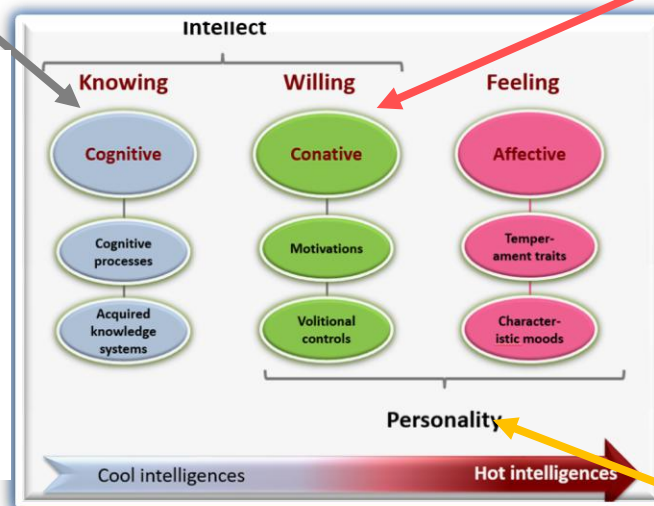 Intellect
Knowing
Willing
Feeling
Cognitive
Conative
Affective
Cognitive
processes
Motivations
Temper-
ament traits
Acquired
knowledge
systems
Volitional
controls
Character-
istic moods
Personality
Cool intelligences
Hot intelligences